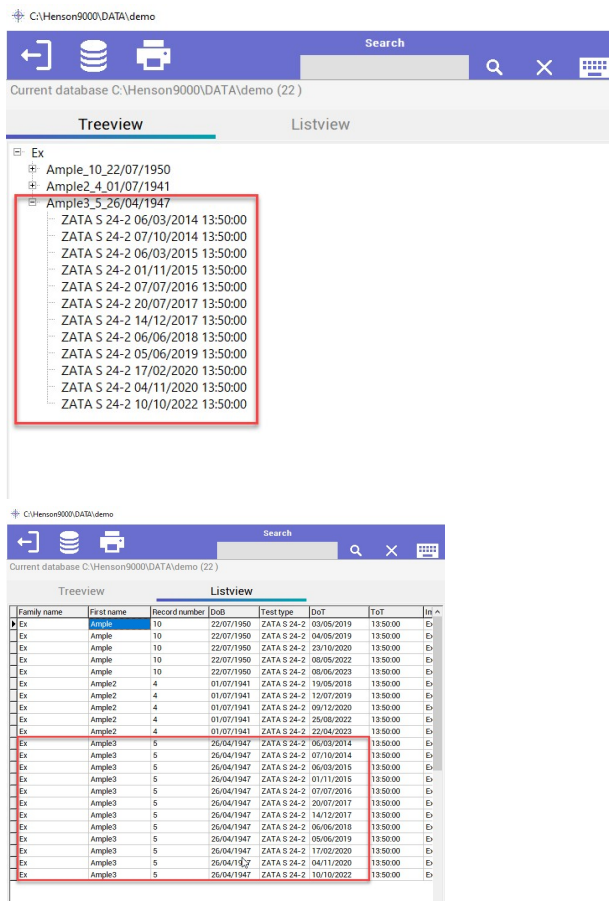 C:\Henson9000\DATA\demo
Search
Current database C:\Henson9000\DATA\demo (22 )
Treeview Listview
Ex
Ample_10_22/07/1950
Ample2_4_01/07/1941
Ample3_5_26/04/1947
ZATA S 24-2 06/03/2014 13:50:00
ZATA S 24-2 07/10/2014 13:50:00
ZATA S 24-2 06/03/2015 13:50:00
ZATA S 24-2 01/11/2015 13:50:00
ZATA S 24-2 07/07/2016 13:50:00
ZATA S 24-2 20/07/2017 13:50:00
ZATA S 24-2 14/12/2017 13:50:00
ZATA S 24-2 06/06/2018 13:50:00
ZATA S 24-2 05/06/2019 13:50:00
ZATA S 24-2 17/02/2020 13:50:00
ZATA S 24-2 04/11/2020 13:50:00
ZATA S 24-2 10/10/2022 13:50:00
C:\Henson9000\DATA\demo
Search
Current database C:\Henson9000\DATA\demo (22 )
Treeview Listview
Family name First name Record number DoB Test type DoT ToT In
Ex Ample 10 22/07/1950 ZATA S 24-2 03/05/2019 13:50:00 Ex
Ex Ample 10 22/07/1950 ZATA S 24-2 04/05/2019 13:50:00 Ex
Ex Ample 10 22/07/1950 ZATA S 24-2 23/10/2020 13:50:00 Ex
Ex Ample 10 22/07/1950 ZATA S 24-2 08/05/2022 13:50:00 Ex
Ex Ample 10 22/07/1950 ZATA S 24-2 08/06/2023 13:50:00 Ex
Ex Ample2 4 01/07/1941 ZATA S 24-2 19/05/2018 13:50:00 Ex
Ex Ample2 4 01/07/1941 ZATA S 24-2 12/07/2019 13:50:00 Ex
Ex Ample2 4 01/07/1941 ZATA S 24-2 09/12/2020 13:50:00 Ex
Ex Ample2 4 01/07/1941 ZATA S 24-2 25/08/2022 13:50:00 Ex
Ex Ample2 4 01/07/1941 ZATA S 24-2 22/04/2023 13:50:00 Ex
Ex Ample3 5 26/04/1947 ZATA S 24-2 06/03/2014 13:50:00 Ex
Ex Ample3 5 26/04/1947 ZATA S 24-2 07/10/2014 13:50:00 Ex
Ex Ample3 5 26/04/1947 ZATA S 24-2 06/03/2015 13:50:00 Ex
Ex Ample3 5 26/04/1947 ZATA S 24-2 01/11/2015 13:50:00 Ex
Ex Ample3 5 26/04/1947 ZATA S 24-2 07/07/2016 13:50:00 Ex
Ex Ample3 5 26/04/1947 ZATA S 24-2 20/07/2017 13:50:00 Ex
Ex Ample3 5 26/04/1947 ZATA S 24-2 14/12/2017 13:50:00 Ex
Ex Ample3 5 26/04/1947 ZATA S 24-2 06/06/2018 13:50:00 Ex
Ex Ample3 5 26/04/1947 ZATA S 24-2 05/06/2019 13:50:00 Ex
Ex Ample3 5 26/04/1947 ZATA S 24-2 17/02/2020 13:50:00 Ex
Ex Ample3 5 26/04/1947 ZATA S 24-2 04/11/2020 13:50:00 Ex
Ex Ample3 5 26/04/1947 ZATA S 24-2 10/10/2022 13:50:00 Ex